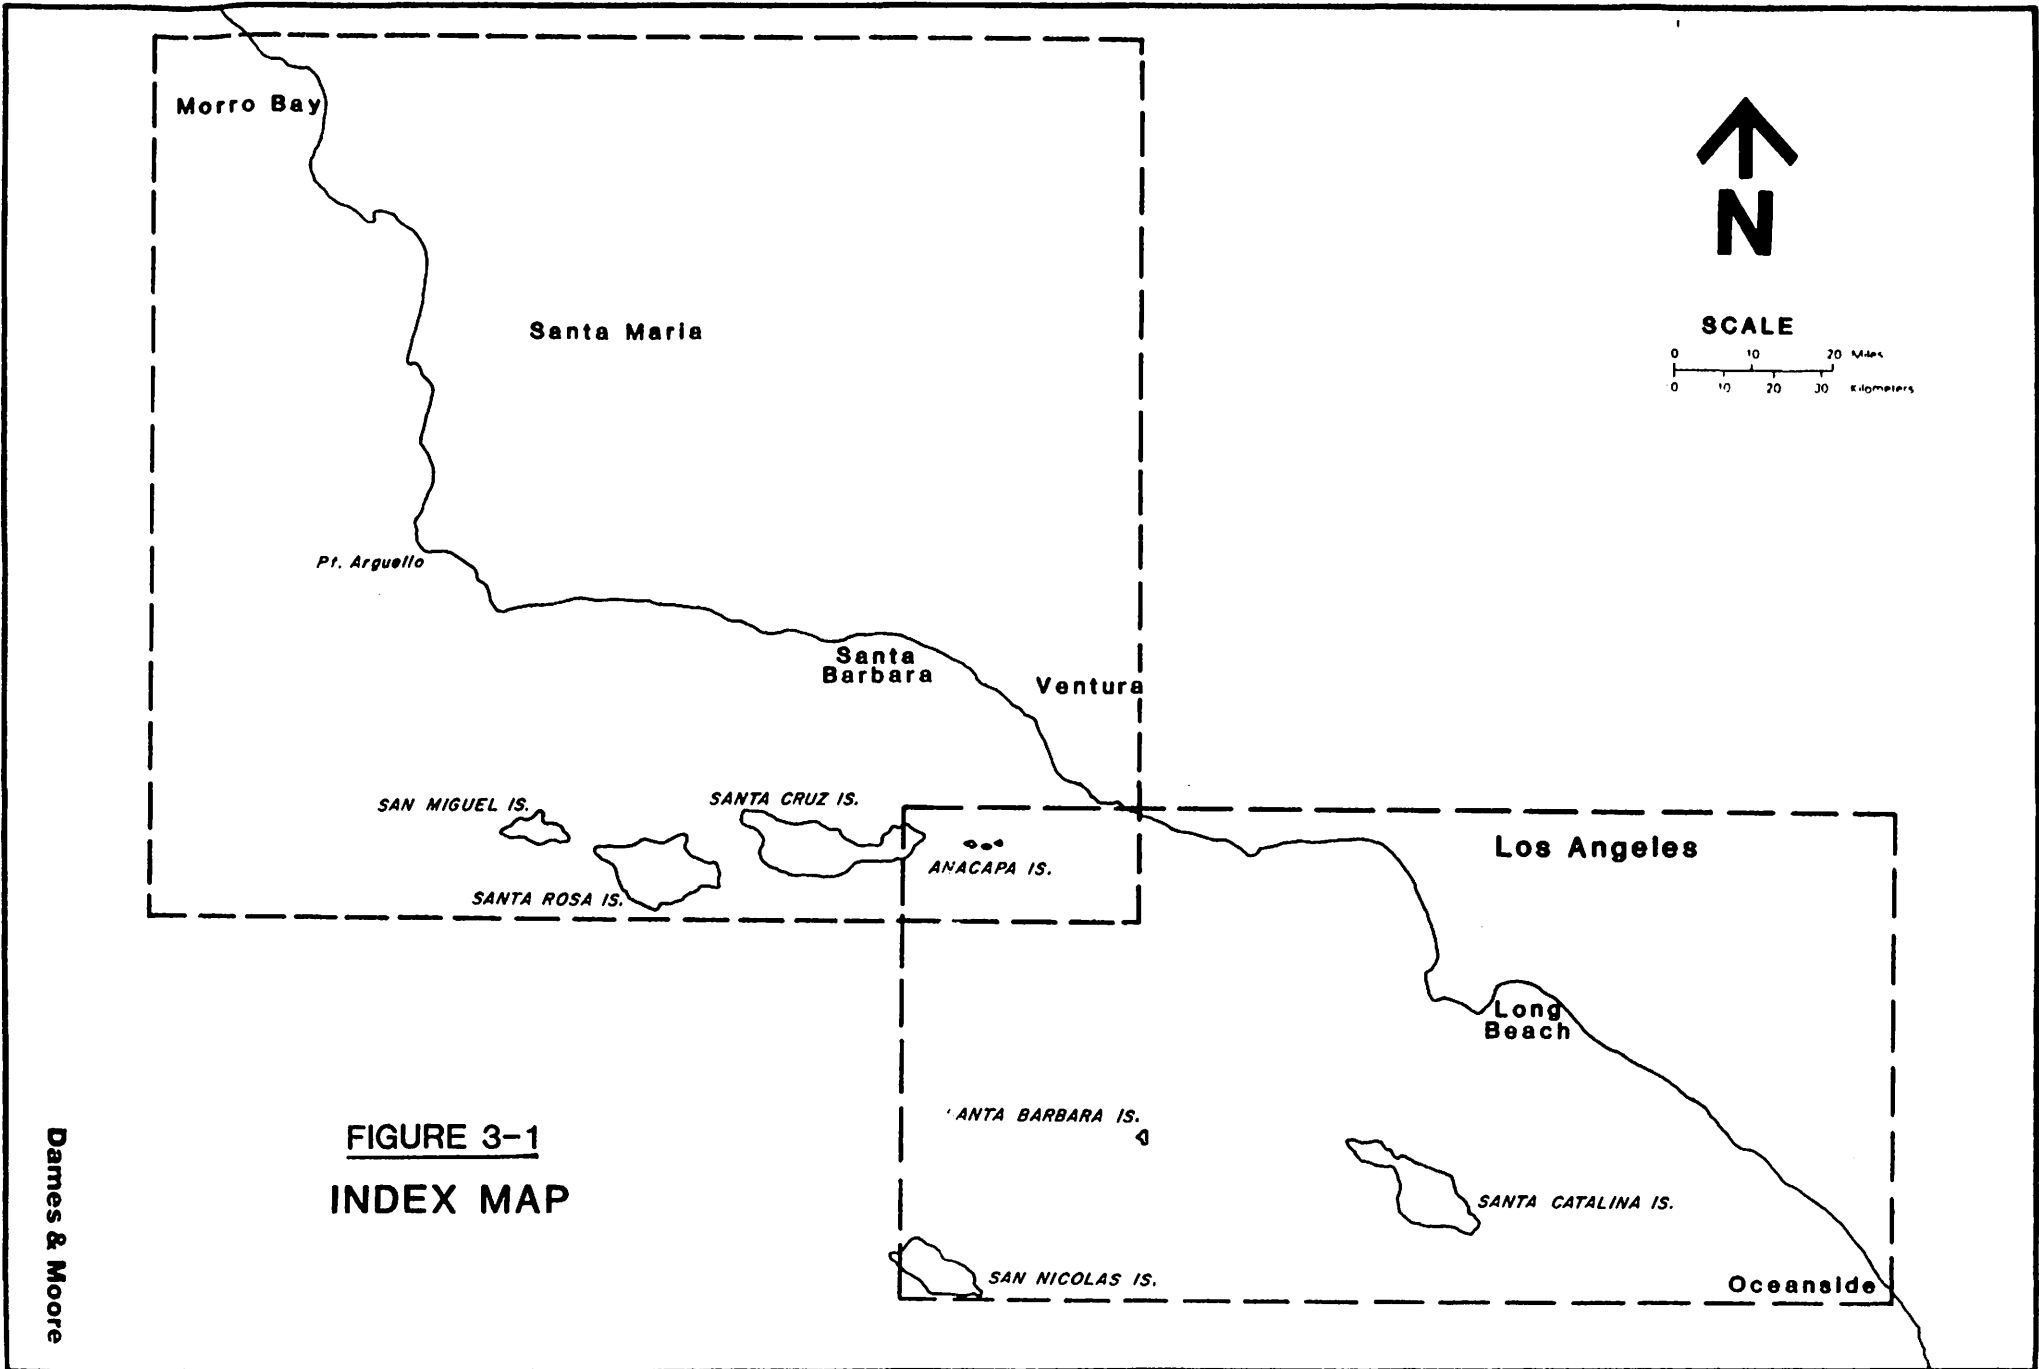 Morro Bay
N
SCALE
0 10 20 Miles
0 10 20 30 Kilometers
Santa Maria
Pt. Arguello
Santa
Barbara
Ventura
SAN MIGUEL IS.
SANTA CRUZ IS.
SANTA ROSA IS.
ANACAPA IS.
Los Angeles
Long
Beach
ANTA BARBARA IS.
SANTA CATALINA IS.
SAN NICOLAS IS.
Oceanside
FIGURE 3-1
INDEX MAP
Dames & Moore